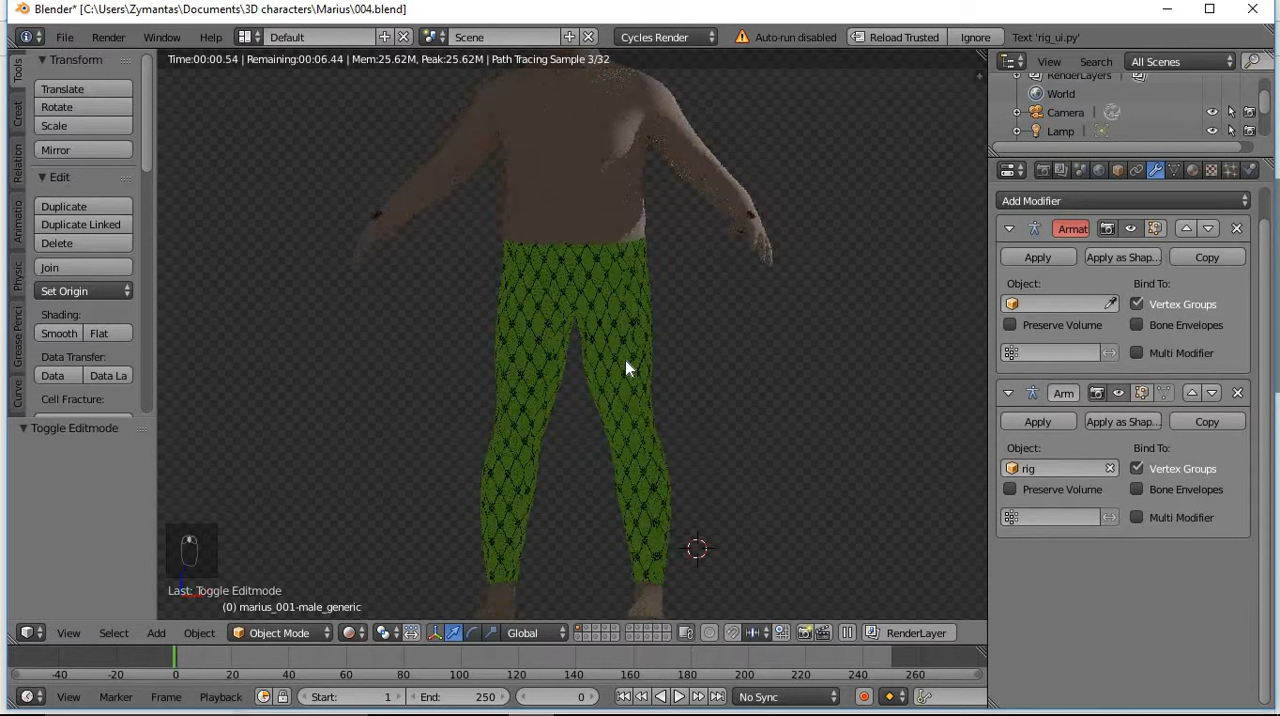 Blender* [C:\Users\Zymantas\Documents\3D characters\Marius\004.blend]
File Render Window Help Default Scene Cycles Render Auto-run disabled Reload Trusted Ignore Text 'rig_ui.py'
Time:00:00.54 | Remaining:00:06.44 | Mem:25.62M, Peak:25.62M | Path Tracing Sample 3/32
Tools
Creat
Relation
Animatio
Physic
Grease Penci
Curve
Transform
Translate
Rotate
Scale
Mirror
Edit
Duplicate
Duplicate Linked
Delete
Join
Set Origin
Shading:
Smooth Flat
Data Transfer:
Data Data La
Cell Fracture:
Toggle Editmode
Last: Toggle Editmode
(0) marius_001-male_generic
View Search All Scenes
RenderLayers
World
Camera
Lamp
Add Modifier
Armat
Apply Apply as Shap... Copy
Object: Bind To:
Vertex Groups
Preserve Volume Bone Envelopes
Multi Modifier
Arm
Apply Apply as Shap... Copy
Object: Bind To:
rig Vertex Groups
Preserve Volume Bone Envelopes
Multi Modifier
View Select Add Object Object Mode Global RenderLayer
-40 -20 0 20 40 60 80 100 120 140 160 180 200 220 240 260
View Marker Frame Playback Start: 1 End: 250 0 No Sync